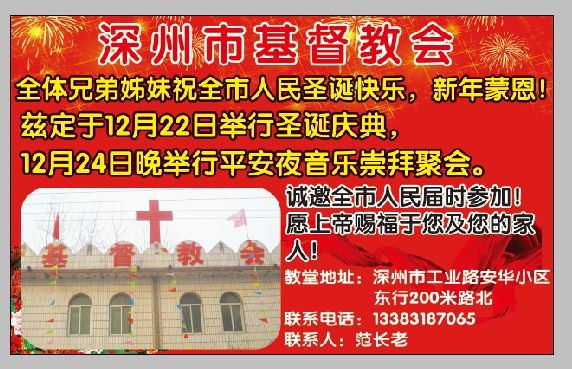 深州市基督教会
全体兄弟姊妹祝全市人民圣诞快乐，新年蒙恩！
兹定于12月22日举行圣诞庆典，
12月24日晚举行平安夜音乐崇拜聚会。
诚邀全市人民届时参加！
愿上帝赐福于您及您的家
人！
基督教会
教堂地址：深州市工业路安华小区
东行200米路北
联系电话：13383187065
联系人：范长老